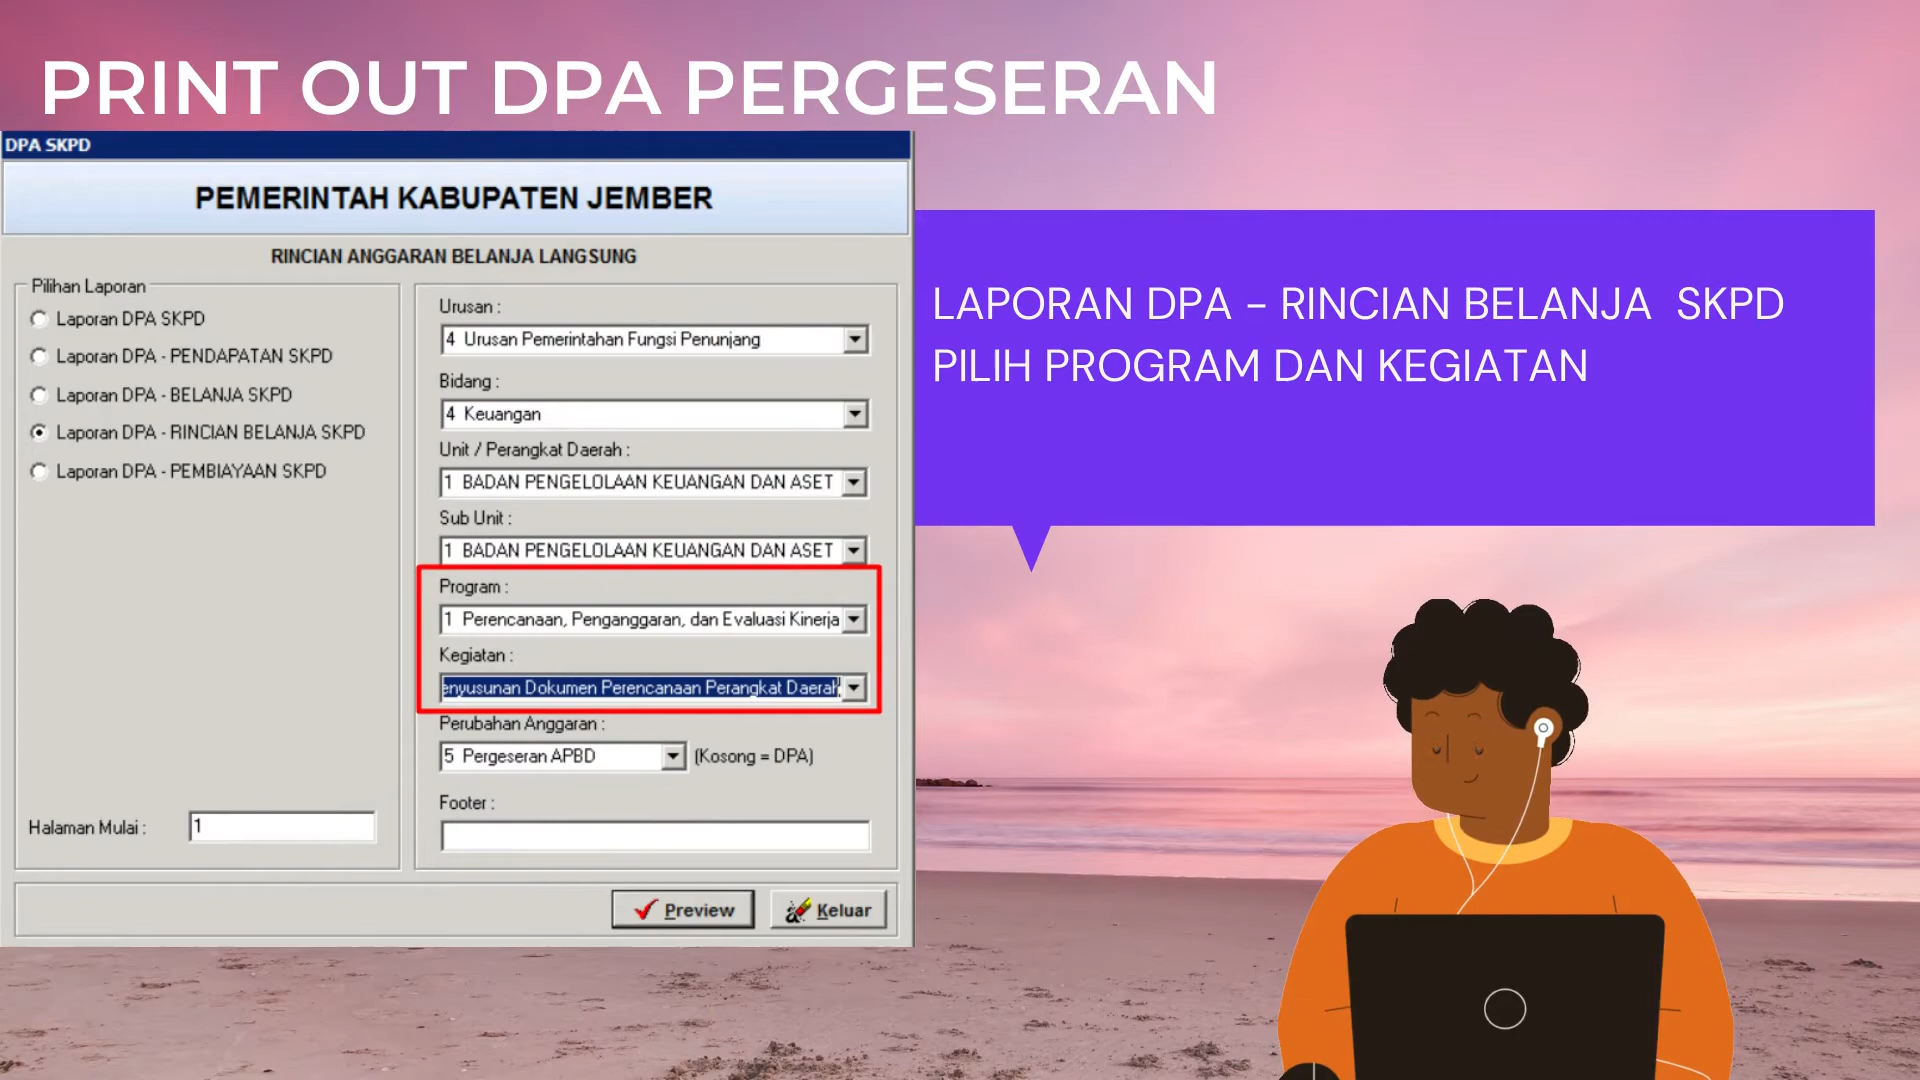 PRINT OUT DPA PERGESERAN
DPA SKPD
PEMERINTAH KABUPATEN JEMBER
RINCIAN ANGGARAN BELANJA LANGSUNG
Pilihan Laporan
Laporan DPA SKPD
Laporan DPA - PENDAPATAN SKPD
Laporan DPA - BELANJA SKPD
Laporan DPA - RINCIAN BELANJA SKPD
Laporan DPA - PEMBIAYAAN SKPD
Halaman Mulai : 1
Urusan :
4 Urusan Pemerintahan Fungsi Penunjang
Bidang :
4 Keuangan
Unit / Perangkat Daerah :
1 BADAN PENGELOLAAN KEUANGAN DAN ASET
Sub Unit :
1 BADAN PENGELOLAAN KEUANGAN DAN ASET
Program :
1 Perencanaan, Penganggaran, dan Evaluasi Kinerja
Kegiatan :
enyusunan Dokumen Perencanaan Perangkat Daerah
Perubahan Anggaran :
5 Pergeseran APBD (Kosong = DPA)
Footer :
Preview Keluar
LAPORAN DPA - RINCIAN BELANJA SKPD
PILIH PROGRAM DAN KEGIATAN